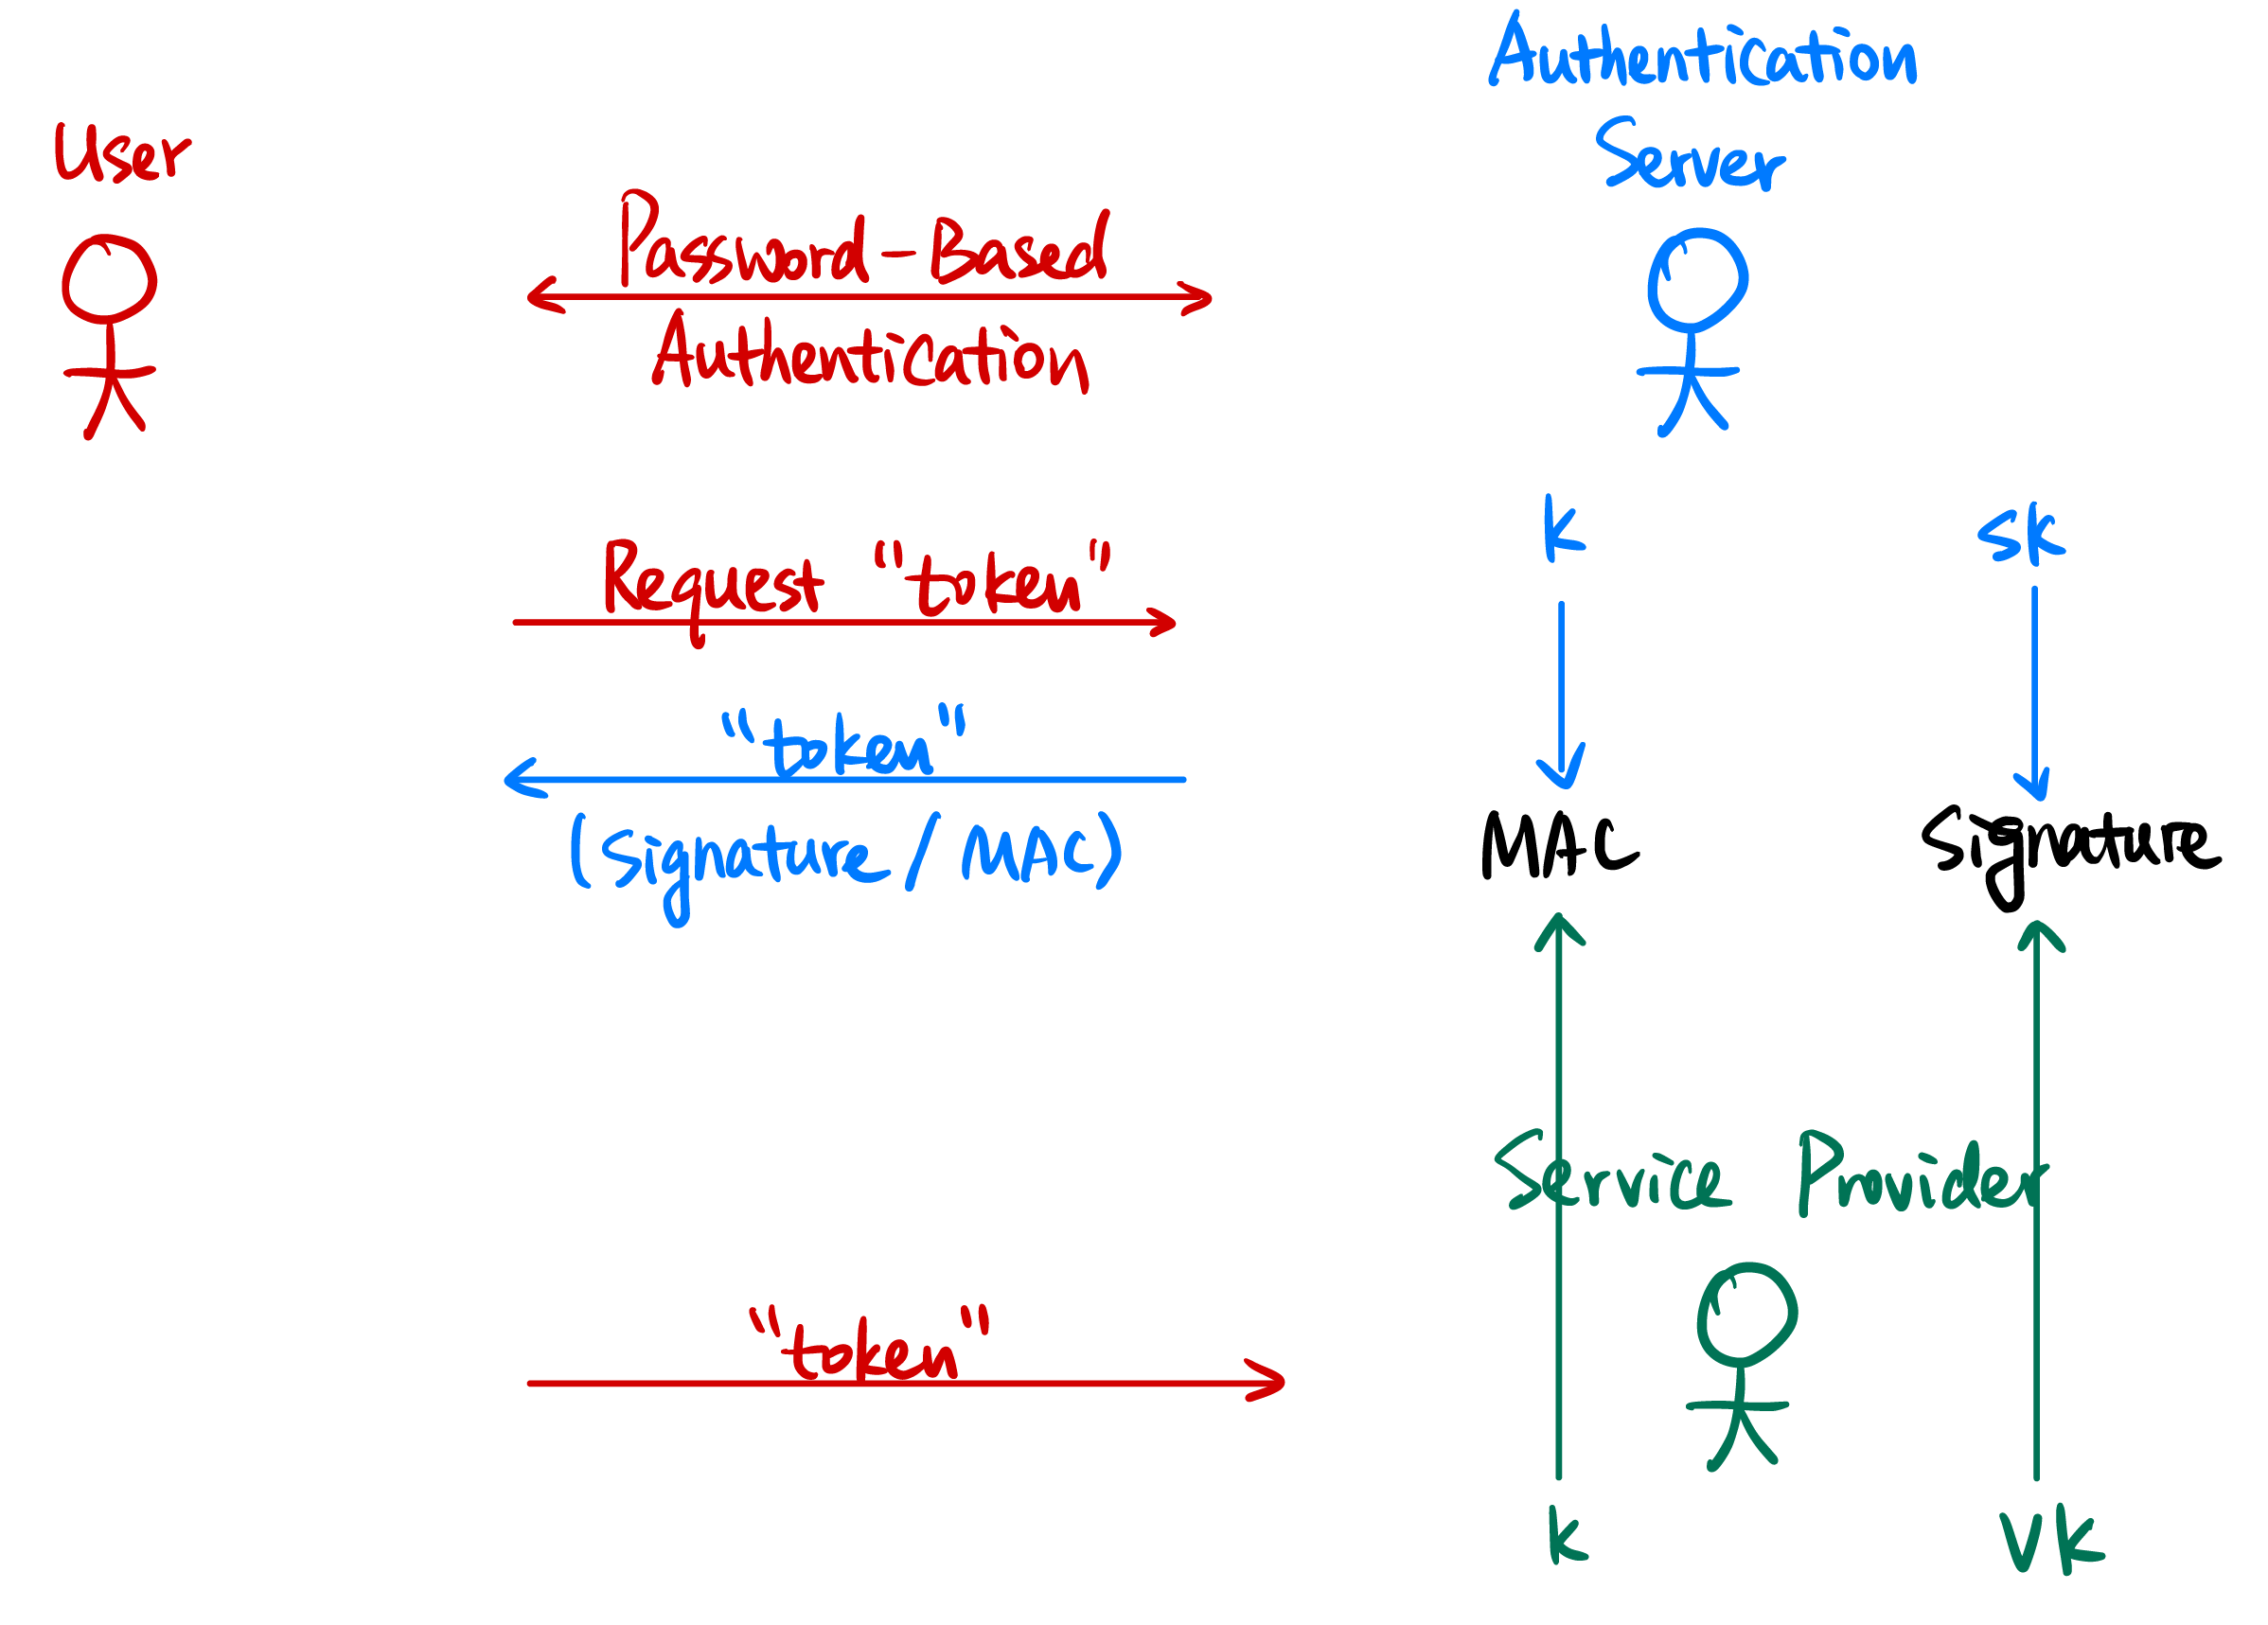 User
Authentication
Server
Password-Based
Authentication
Request "token"
k
sk
"token"
(signature/MAC)
MAC
Signature
Service Provider
"token"
k
vk